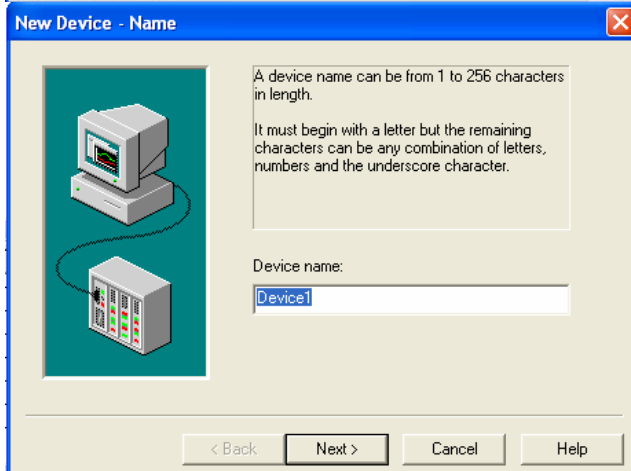 New Device - Name
A device name can be from 1 to 256 characters
in length.
It must begin with a letter but the remaining
characters can be any combination of letters,
numbers and the underscore character.
Device name:
Device1
< Back
Next >
Cancel
Help